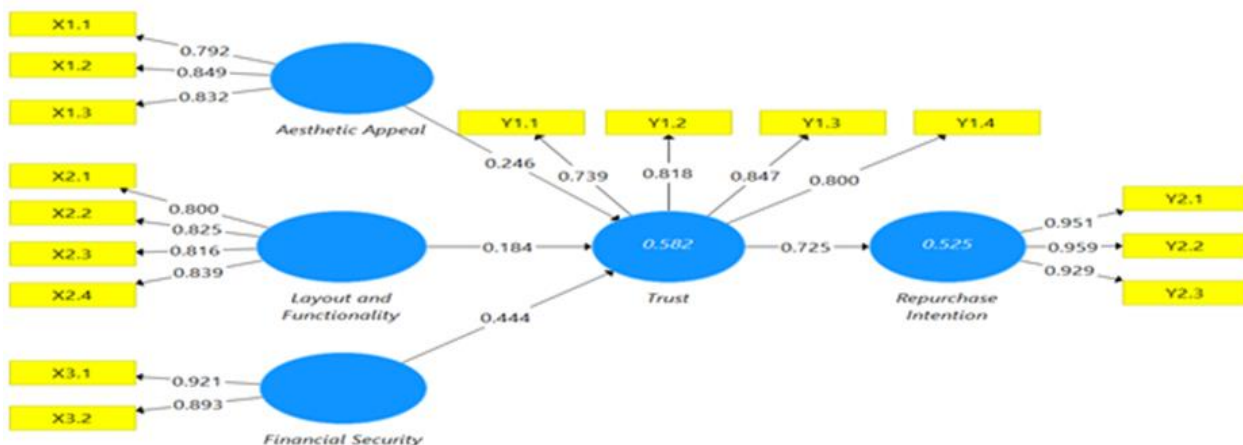 X1.1
0.792
X1.2
0.849
X1.3
0.832
Aesthetic Appeal
0.246
X2.1
0.800
X2.2
0.825
X2.3
0.816
X2.4
0.839
Layout and
Functionality
0.184
X3.1
0.921
X3.2
0.893
Financial Security
0.444
Y1.1
Y1.2
Y1.3
Y1.4
0.739
0.818
0.847
0.800
0.582
Trust
0.725
0.525
Repurchase
Intention
0.951
Y2.1
0.959
Y2.2
0.929
Y2.3